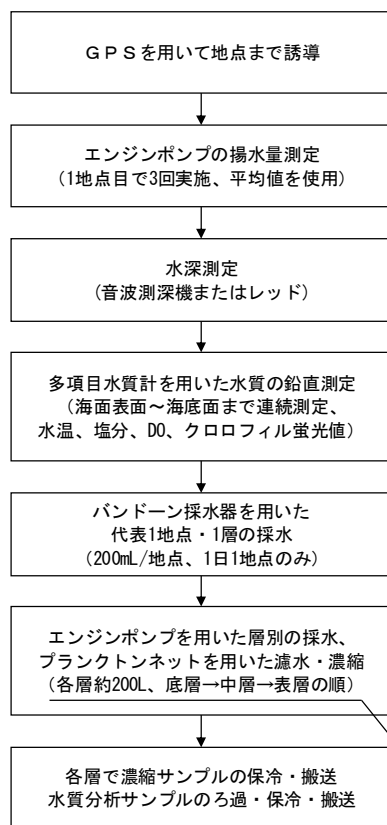 ＧＰＳを用いて地点まで誘導
エンジンポンプの揚水量測定
（1地点目で3回実施、平均値を使用）
水深測定
（音波測深機またはレッド）
多項目水質計を用いた水質の鉛直測定
（海面表面～海底面まで連続測定、
水温、塩分、DO、クロロフィル蛍光値）
バンドーン採水器を用いた
代表1地点・1層の採水
（200mL/地点、1日1地点のみ）
エンジンポンプを用いた層別の採水、
プランクトンネットを用いた濾水・濃縮
（各層約200L、底層→中層→表層の順）
各層で濃縮サンプルの保冷・搬送
水質分析サンプルのろ過・保冷・搬送